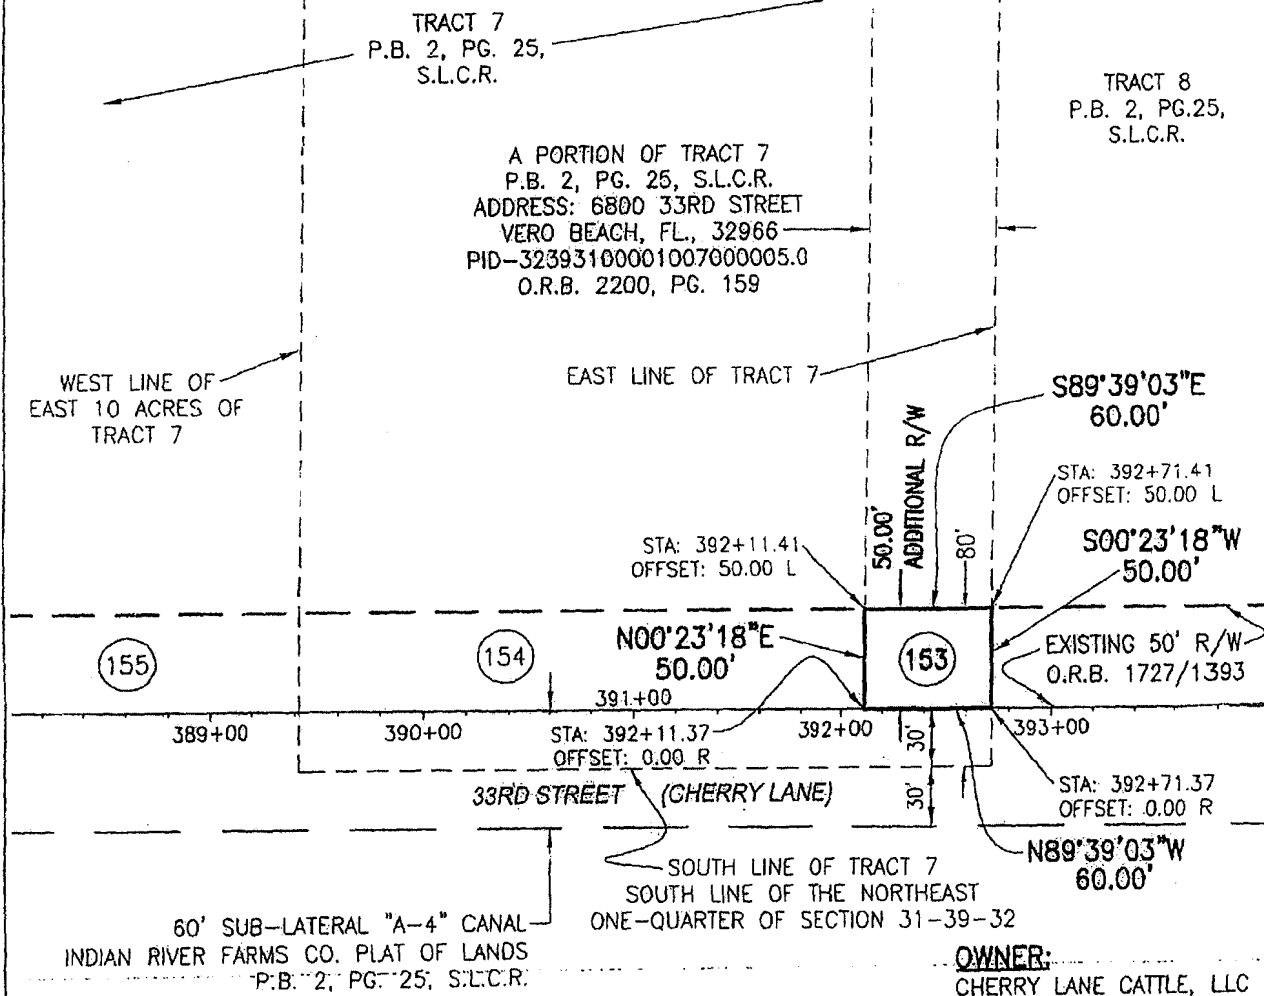 TRACT 7
P.B. 2, PG. 25,
S.L.C.R.
TRACT 8
P.B. 2, PG.25,
S.L.C.R.
A PORTION OF TRACT 7
P.B. 2, PG. 25, S.L.C.R.
ADDRESS: 6800 33RD STREET
VERO BEACH, FL., 32966
PID-32393100001007000005.0
O.R.B. 2200, PG. 159
WEST LINE OF
EAST 10 ACRES OF
TRACT 7
EAST LINE OF TRACT 7
S89°39'03"E
60.00'
50.00'
ADDITIONAL R/W
80'
STA: 392+71.41
OFFSET: 50.00 L
STA: 392+11.41
OFFSET: 50.00 L
S00°23'18"W
50.00'
N00°23'18"E
50.00'
155
154
153
EXISTING 50' R/W
O.R.B. 1727/1393
389+00
390+00
391+00
392+00
393+00
STA: 392+11.37
OFFSET: 0.00 R
30'
30'
33RD STREET (CHERRY LANE)
STA: 392+71.37
OFFSET: 0.00 R
N89°39'03"W
60.00'
SOUTH LINE OF TRACT 7
SOUTH LINE OF THE NORTHEAST
ONE-QUARTER OF SECTION 31-39-32
60' SUB-LATERAL "A-4" CANAL
INDIAN RIVER FARMS CO. PLAT OF LANDS
P.B. 2, PG. 25, S.L.C.R.
OWNER:
CHERRY LANE CATTLE, LLC